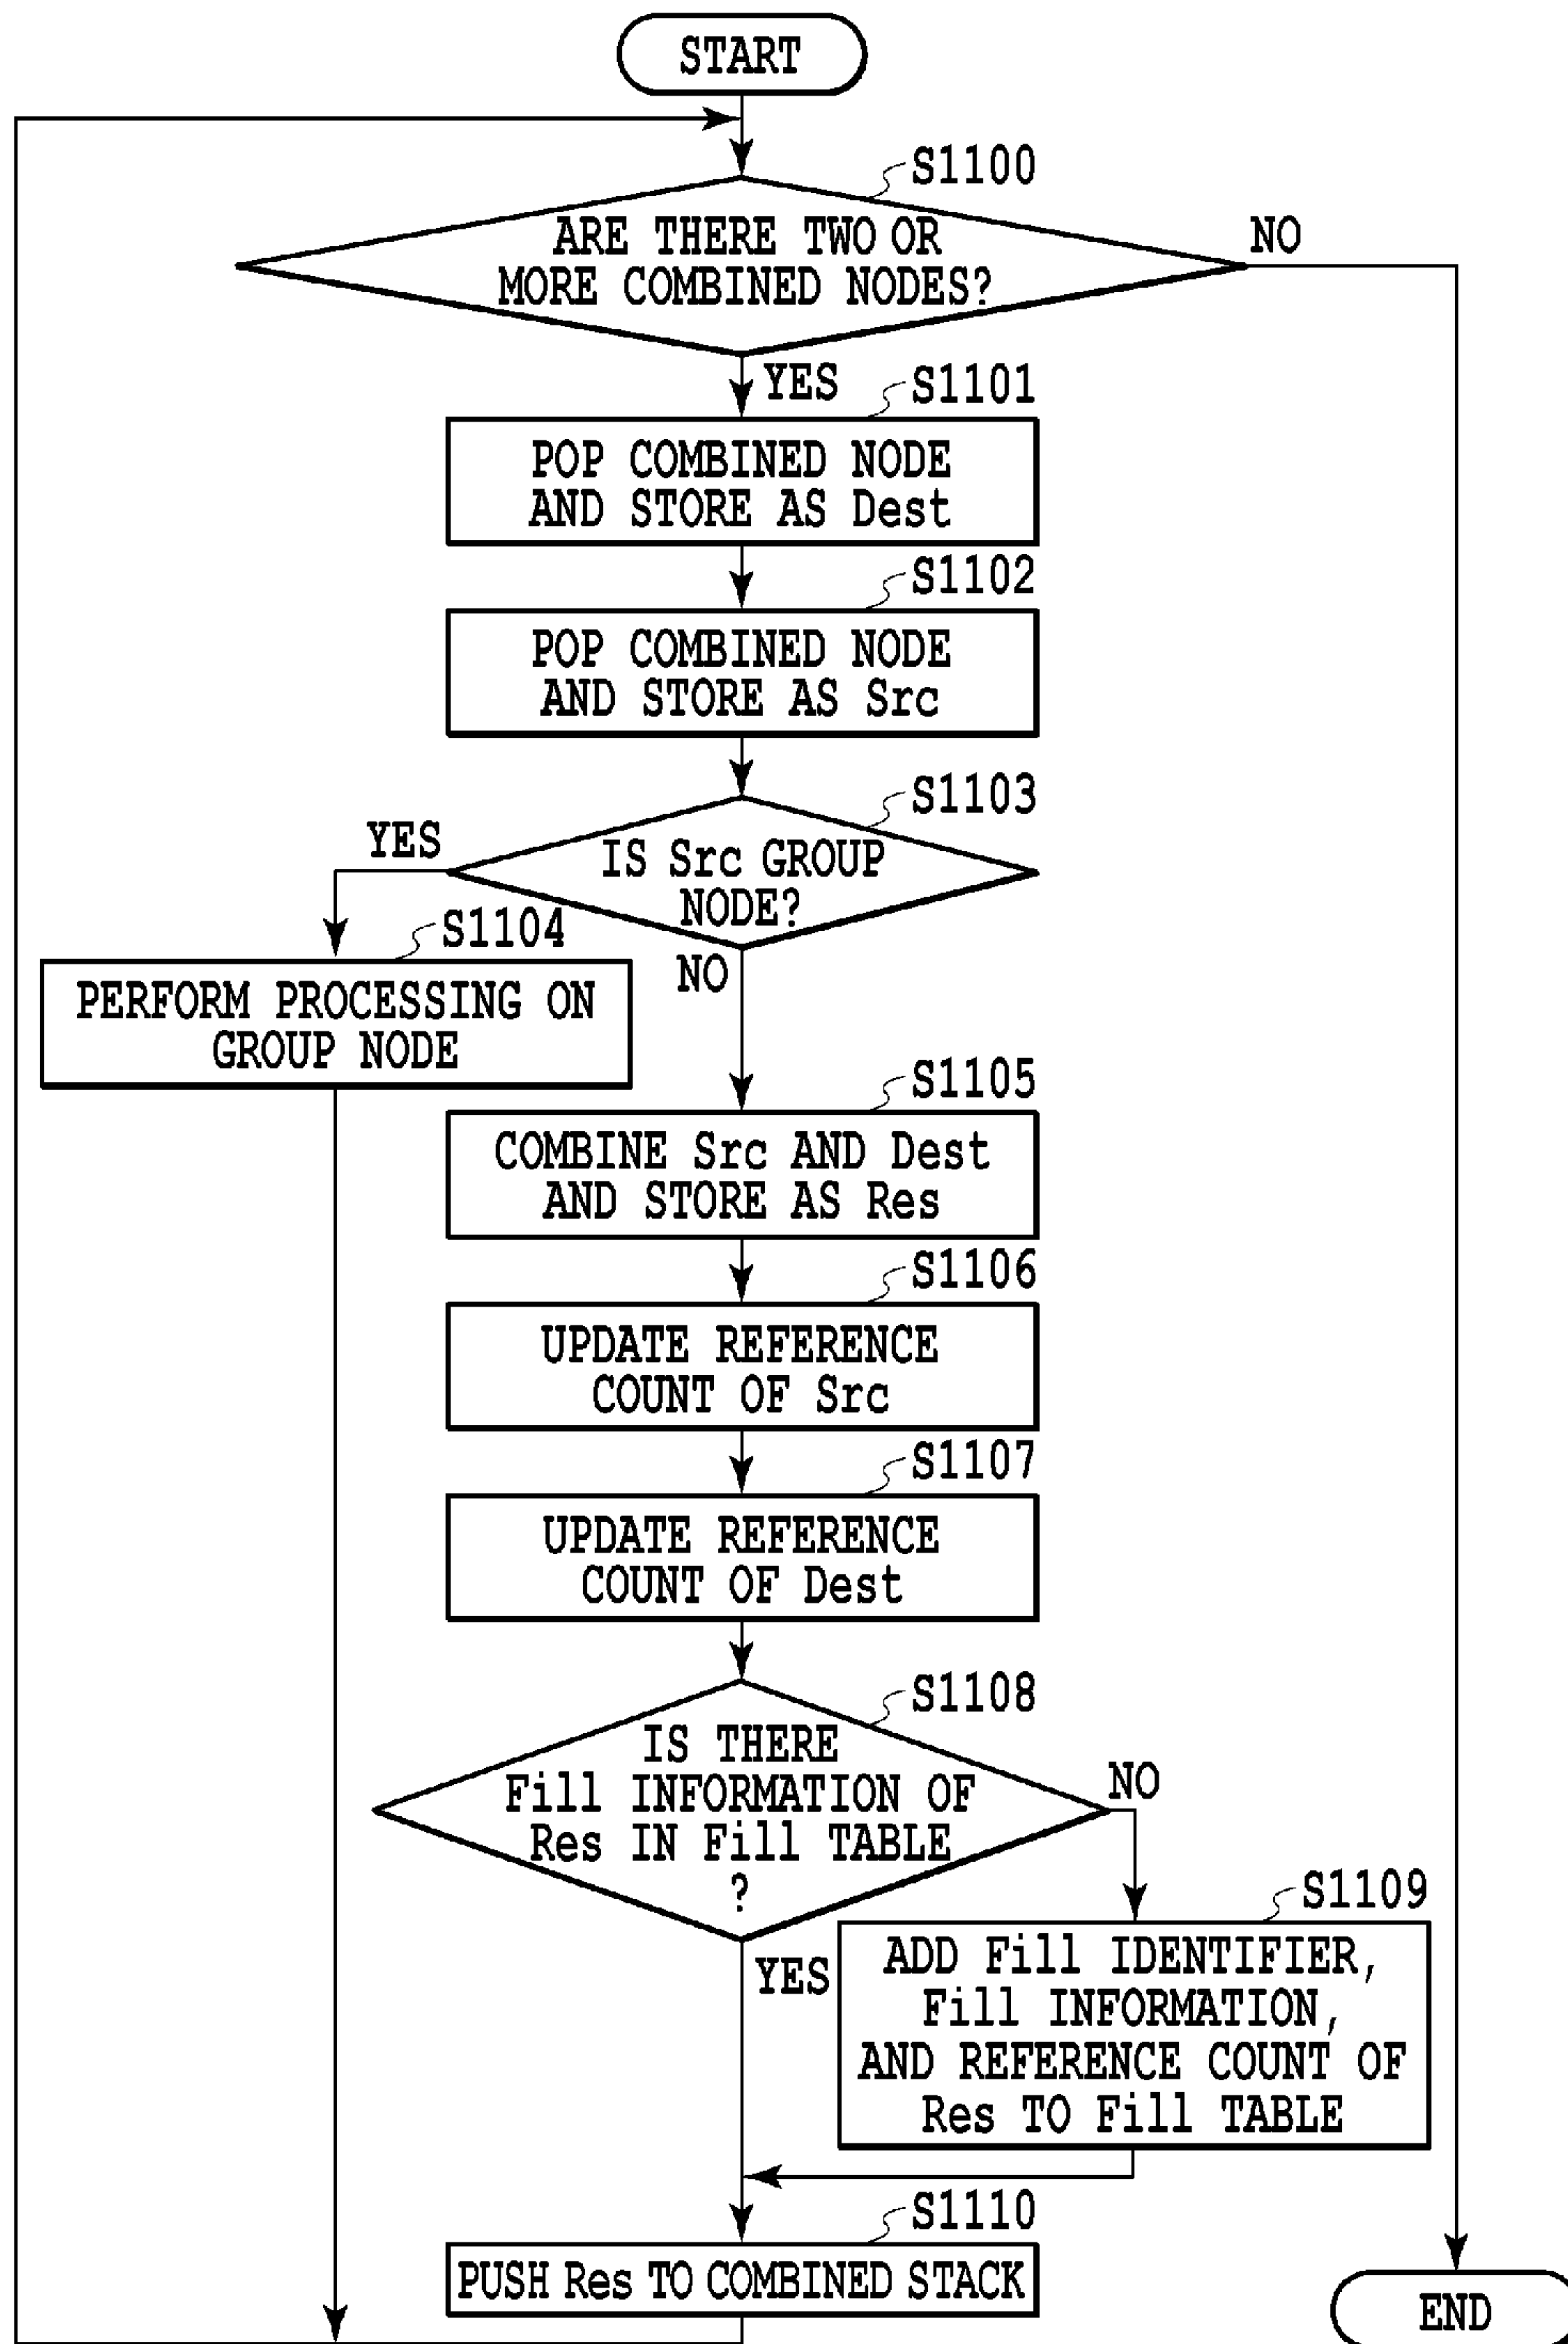 START
S1100
ARE THERE TWO OR
MORE COMBINED NODES?
NO
YES
S1101
POP COMBINED NODE
AND STORE AS Dest
S1102
POP COMBINED NODE
AND STORE AS Src
S1103
IS Src GROUP
NODE?
YES
NO
S1104
PERFORM PROCESSING ON
GROUP NODE
S1105
COMBINE Src AND Dest
AND STORE AS Res
S1106
UPDATE REFERENCE
COUNT OF Src
S1107
UPDATE REFERENCE
COUNT OF Dest
S1108
IS THERE
Fill INFORMATION OF
Res IN Fill TABLE
?
NO
YES
S1109
ADD Fill IDENTIFIER,
Fill INFORMATION,
AND REFERENCE COUNT OF
Res TO Fill TABLE
S1110
PUSH Res TO COMBINED STACK
END